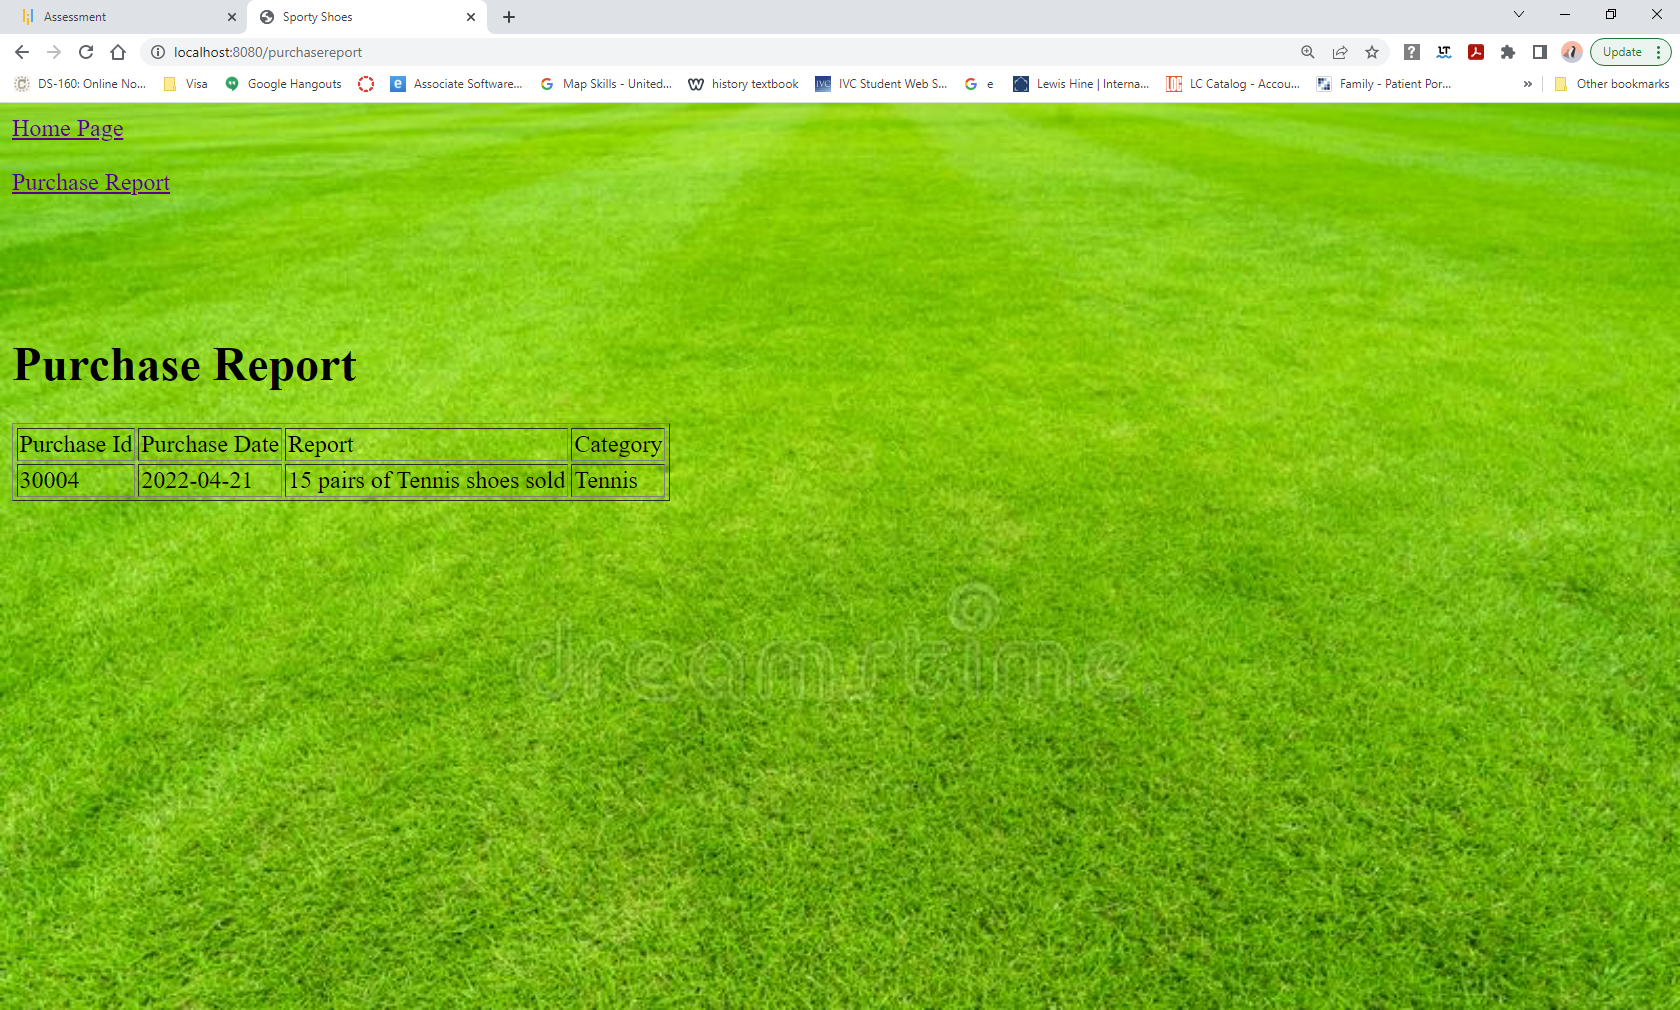 Assessment
Sporty Shoes
localhost:8080/purchasereport
Update
DS-160: Online No...
Visa
Google Hangouts
Associate Software...
Map Skills - United...
history textbook
IVC Student Web S...
e
Lewis Hine | Interna...
LC Catalog - Accou...
Family - Patient Por...
»
Other bookmarks
Home Page
Purchase Report
Purchase Report
Purchase Id Purchase Date Report Category
30004 2022-04-21 15 pairs of Tennis shoes sold Tennis
dreamstime.